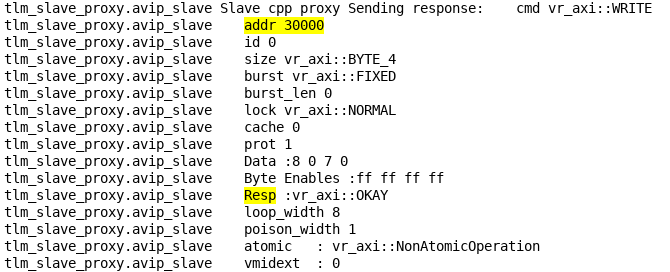 tlm_slave_proxy.avip_slave Slave cpp proxy Sending response:    cmd vr_axi::WRITE
tlm_slave_proxy.avip_slave    addr 30000
tlm_slave_proxy.avip_slave    id 0
tlm_slave_proxy.avip_slave    size vr_axi::BYTE_4
tlm_slave_proxy.avip_slave    burst vr_axi::FIXED
tlm_slave_proxy.avip_slave    burst_len 0
tlm_slave_proxy.avip_slave    lock vr_axi::NORMAL
tlm_slave_proxy.avip_slave    cache 0
tlm_slave_proxy.avip_slave    prot 1
tlm_slave_proxy.avip_slave    Data :8 0 7 0
tlm_slave_proxy.avip_slave    Byte Enables :ff ff ff ff
tlm_slave_proxy.avip_slave    Resp :vr_axi::OKAY
tlm_slave_proxy.avip_slave    loop_width 8
tlm_slave_proxy.avip_slave    poison_width 1
tlm_slave_proxy.avip_slave    atomic   : vr_axi::NonAtomicOperation
tlm_slave_proxy.avip_slave    vmidext  : 0